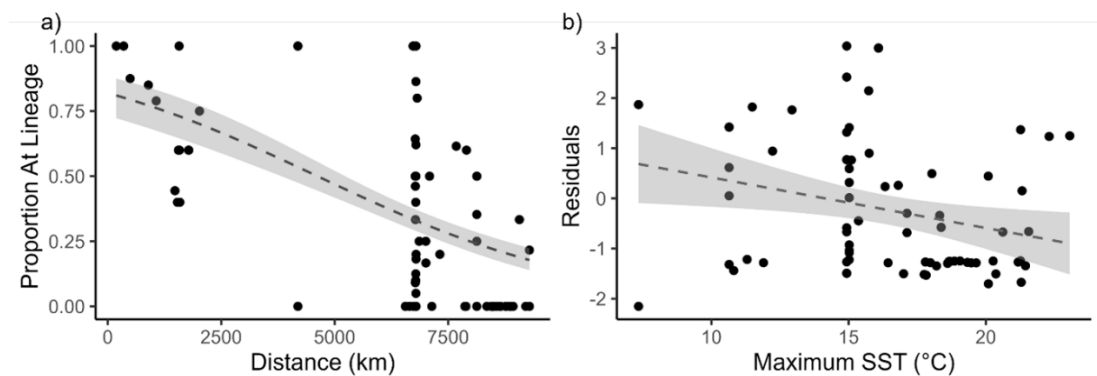 a)
Proportion At Lineage
1.00
0.75
0.50
0.25
0.00
0 2500 5000 7500
Distance (km)
b)
Residuals
3
2
1
0
-1
-2
10 15 20
Maximum SST (°C)